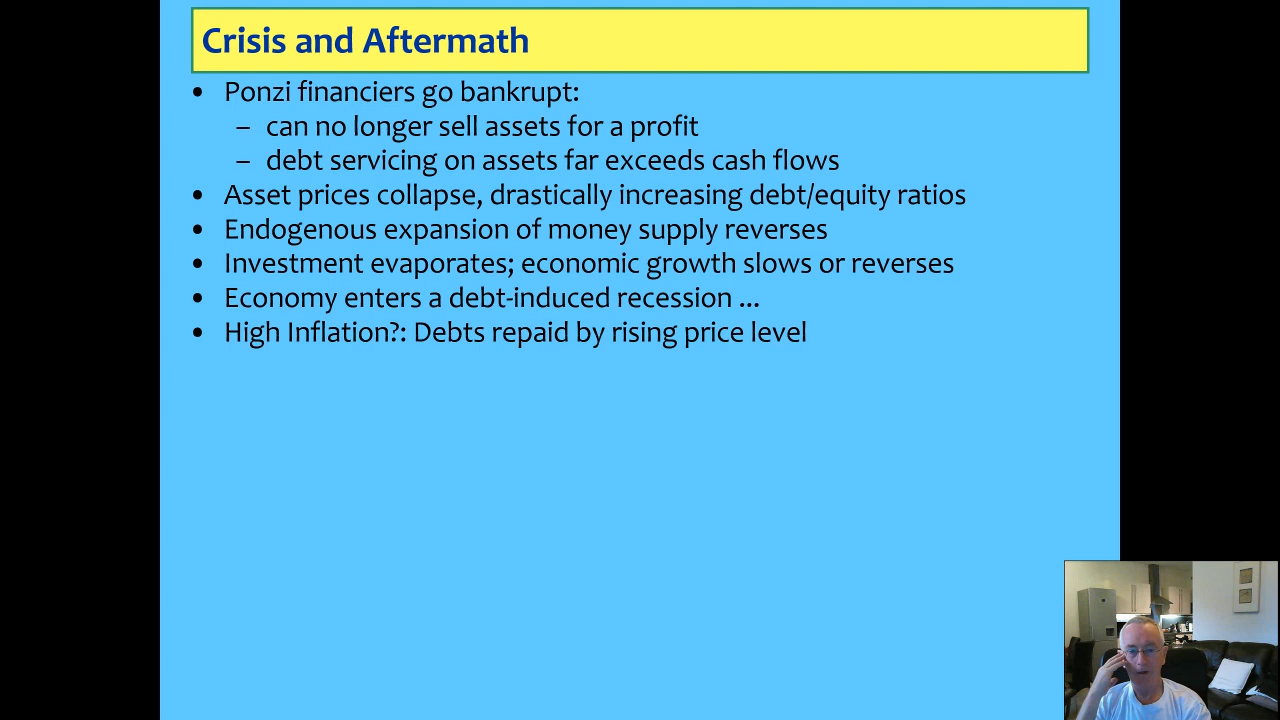 Crisis and Aftermath
• Ponzi financiers go bankrupt:
– can no longer sell assets for a profit
– debt servicing on assets far exceeds cash flows
• Asset prices collapse, drastically increasing debt/equity ratios
• Endogenous expansion of money supply reverses
• Investment evaporates; economic growth slows or reverses
• Economy enters a debt-induced recession ...
• High Inflation?: Debts repaid by rising price level